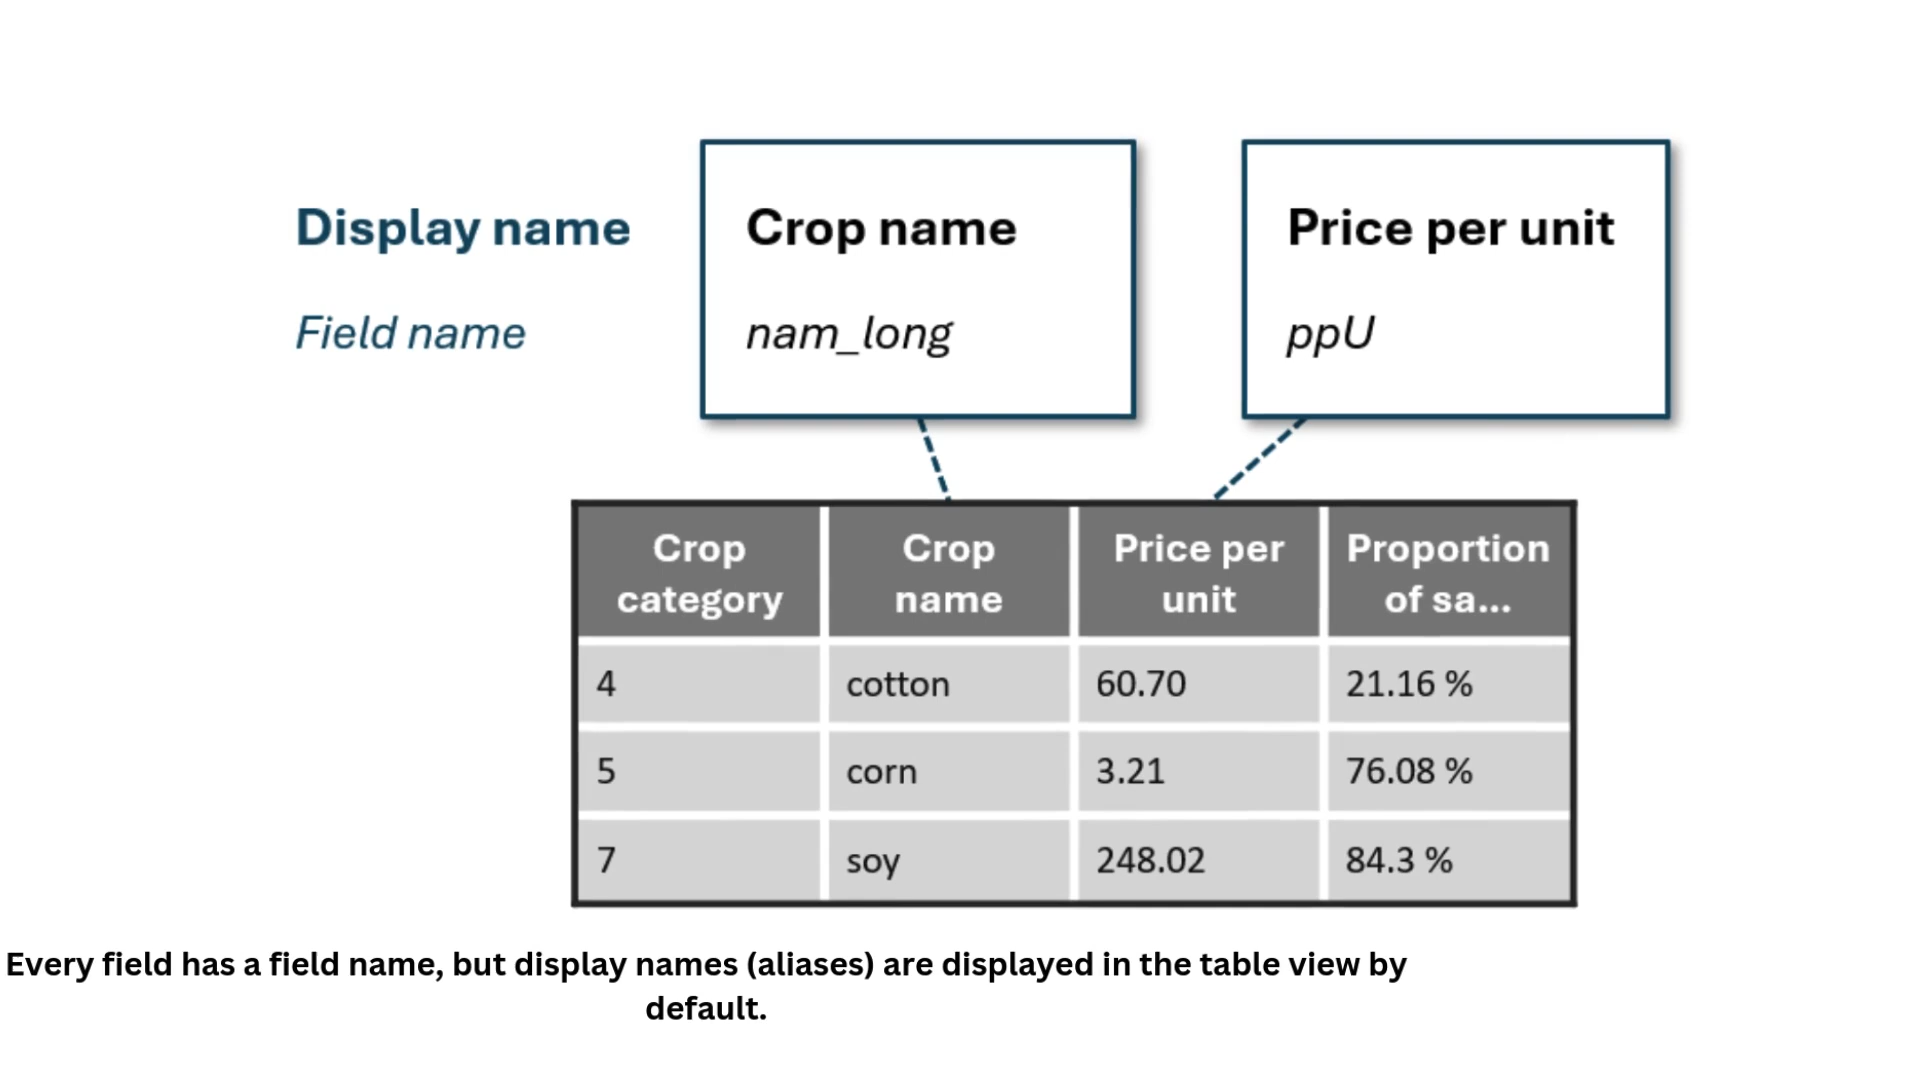 Display name
Crop name
Price per unit
Field name
nam_long
ppU
Crop category
Crop name
Price per unit
Proportion of sa...
4 cotton 60.70 21.16 %
5 corn 3.21 76.08 %
7 soy 248.02 84.3 %
Every field has a field name, but display names (aliases) are displayed in the table view by
default.